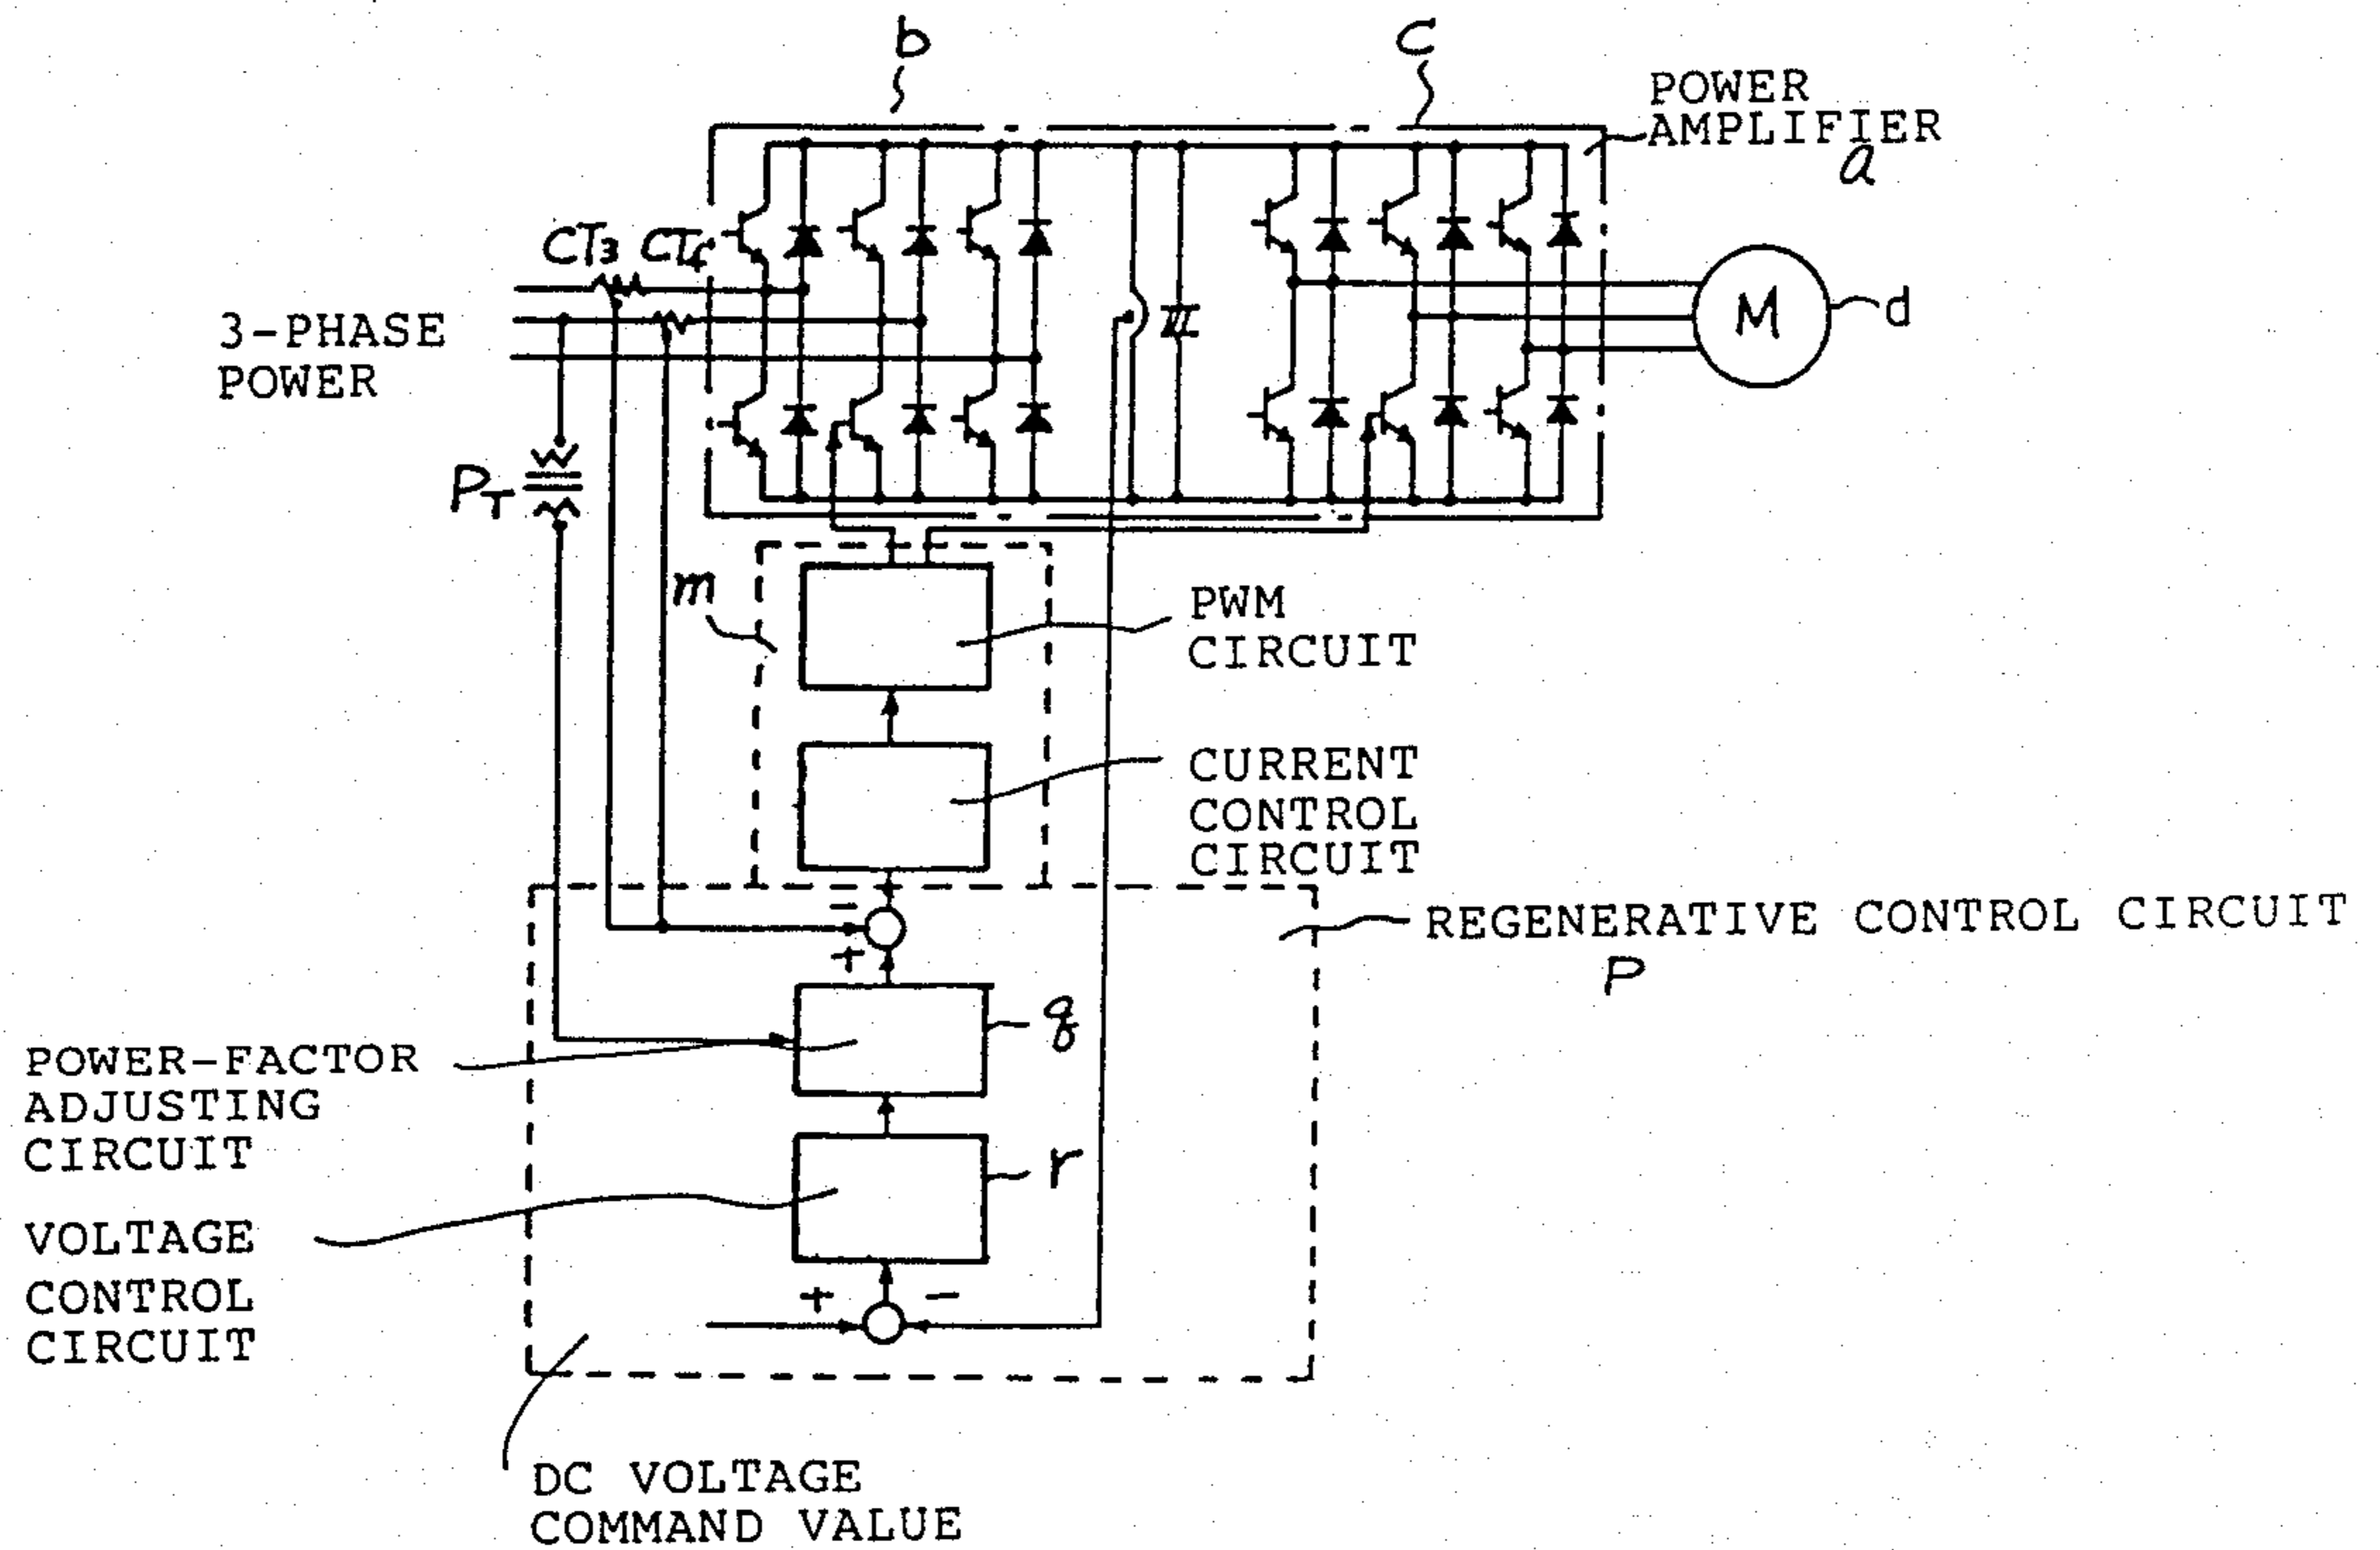 b
C
POWER
AMPLIFIER
a
CT3 CT4
3-PHASE
POWER
M
d
PT
m
PWM
CIRCUIT
CURRENT
CONTROL
CIRCUIT
-
REGENERATIVE CONTROL CIRCUIT
P
+
q
POWER-FACTOR
ADJUSTING
CIRCUIT
r
VOLTAGE
CONTROL
CIRCUIT
+ -
DC VOLTAGE
COMMAND VALUE